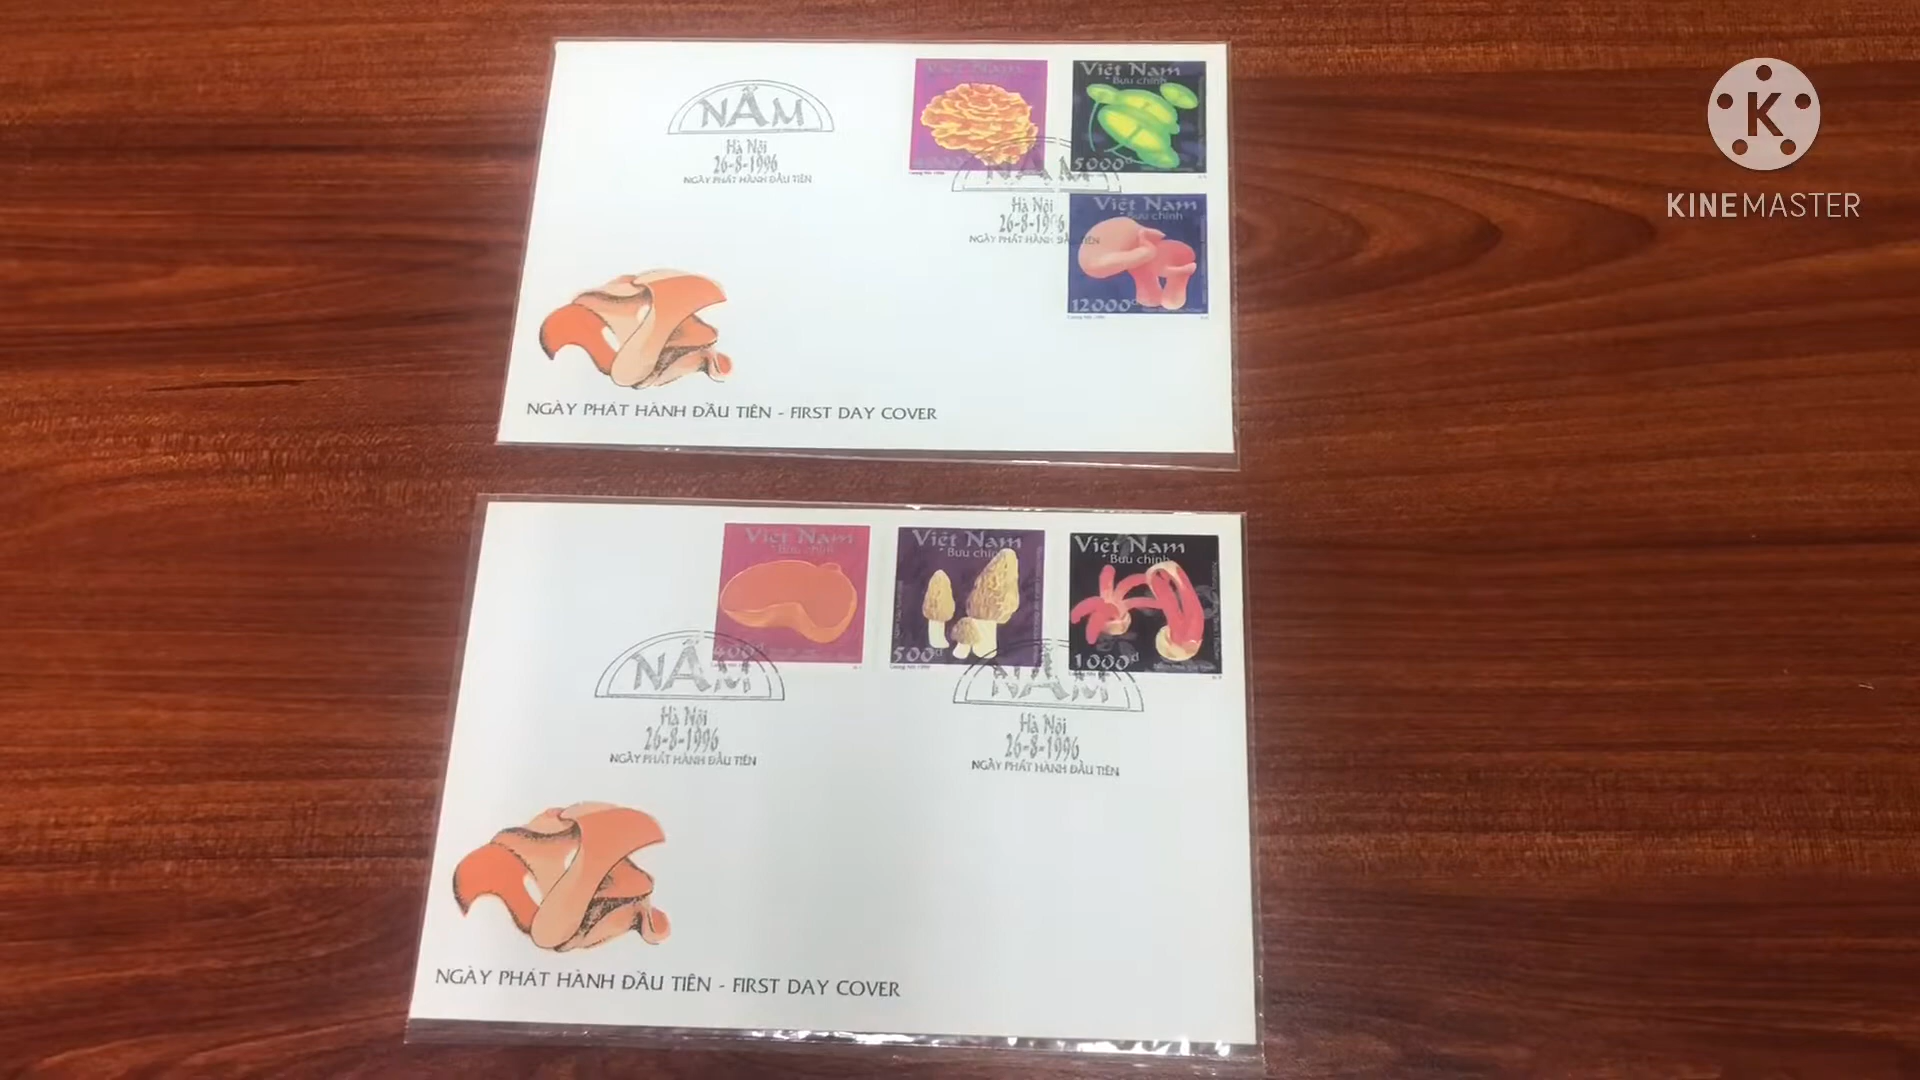 K
KINEMASTER
NẤM
Hà Nội
26-8-1996
NGÀY PHÁT HÀNH ĐẦU TIÊN
Việt Nam
Việt Nam
Bưu chính
5000đ
NẤM
Hà Nội
26-8-1996
NGÀY PHÁT HÀNH ĐẦU TIÊN
Việt Nam
Bưu chính
12000đ
NGÀY PHÁT HÀNH ĐẦU TIÊN - FIRST DAY COVER
Việt Nam
Bưu chính
400đ
Việt Nam
Bưu chính
500đ
Việt Nam
Bưu chính
1000đ
NẤM
Hà Nội
26-8-1996
NGÀY PHÁT HÀNH ĐẦU TIÊN
NẤM
Hà Nội
26-8-1996
NGÀY PHÁT HÀNH ĐẦU TIÊN
NGÀY PHÁT HÀNH ĐẦU TIÊN - FIRST DAY COVER